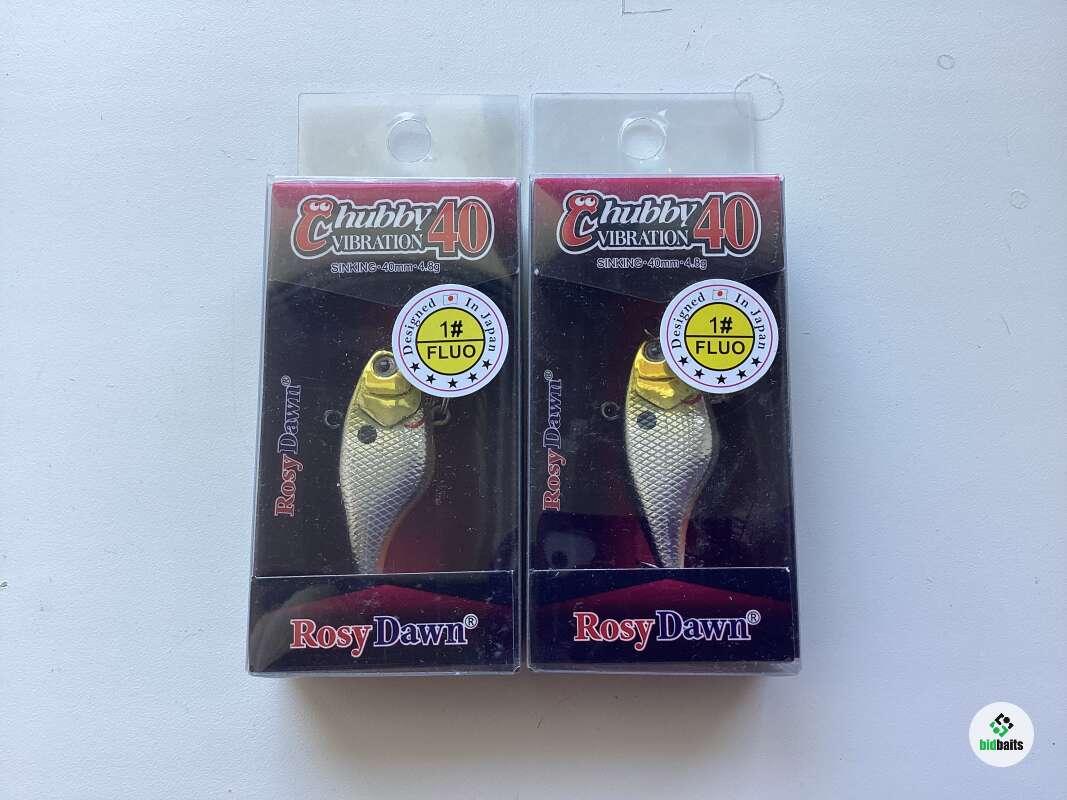 Chubby 40
VIBRATION
SINKING·40mm·4.8g
Designed In Japan
1#
FLUO
Rosy Dawn®
Rosy Dawn®
Chubby 40
VIBRATION
SINKING·40mm·4.8g
Designed In Japan
1#
FLUO
Rosy Dawn®
Rosy Dawn®
bidbaits